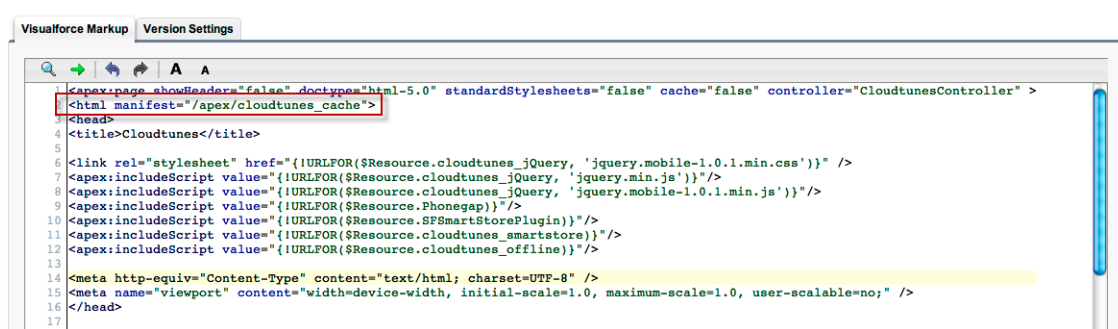 Visualforce Markup Version Settings
A A
1 <apex:page showHeader="false" doctype="html-5.0" standardStylesheets="false" cache="false" controller="CloudtunesController" >
2 <html manifest="/apex/cloudtunes_cache">
3 <head>
4 <title>Cloudtunes</title>
5
6 <link rel="stylesheet" href="{!URLFOR($Resource.cloudtunes_jQuery, 'jquery.mobile-1.0.1.min.css')}" />
7 <apex:includeScript value="{!URLFOR($Resource.cloudtunes_jQuery, 'jquery.min.js')}"/>
8 <apex:includeScript value="{!URLFOR($Resource.cloudtunes_jQuery, 'jquery.mobile-1.0.1.min.js')}"/>
9 <apex:includeScript value="{!URLFOR($Resource.Phonegap)}"/>
10 <apex:includeScript value="{!URLFOR($Resource.SFSmartStorePlugin)}"/>
11 <apex:includeScript value="{!URLFOR($Resource.cloudtunes_smartstore)}"/>
12 <apex:includeScript value="{!URLFOR($Resource.cloudtunes_offline)}"/>
13
14 <meta http-equiv="Content-Type" content="text/html; charset=UTF-8" />
15 <meta name="viewport" content="width=device-width, initial-scale=1.0, maximum-scale=1.0, user-scalable=no;" />
16 </head>
17